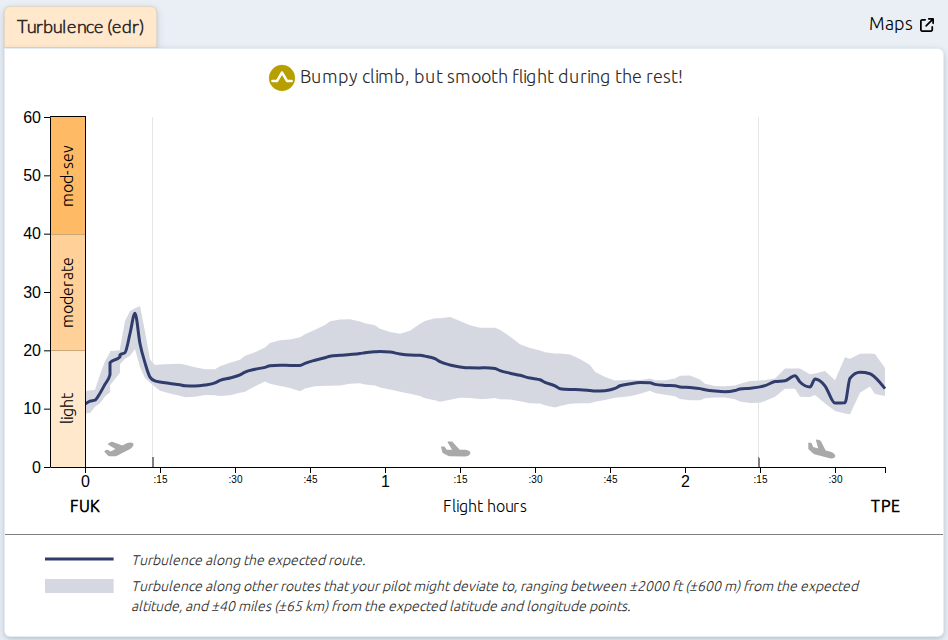 Turbulence (edr)
Maps
Bumpy climb, but smooth flight during the rest!
60
50
40
30
20
10
0
mod-sev
moderate
light
0 :15 :30 :45 1 :15 :30 :45 2 :15 :30
FUK Flight hours TPE
Turbulence along the expected route.
Turbulence along other routes that your pilot might deviate to, ranging between ±2000 ft (±600 m) from the expected
altitude, and ±40 miles (±65 km) from the expected latitude and longitude points.